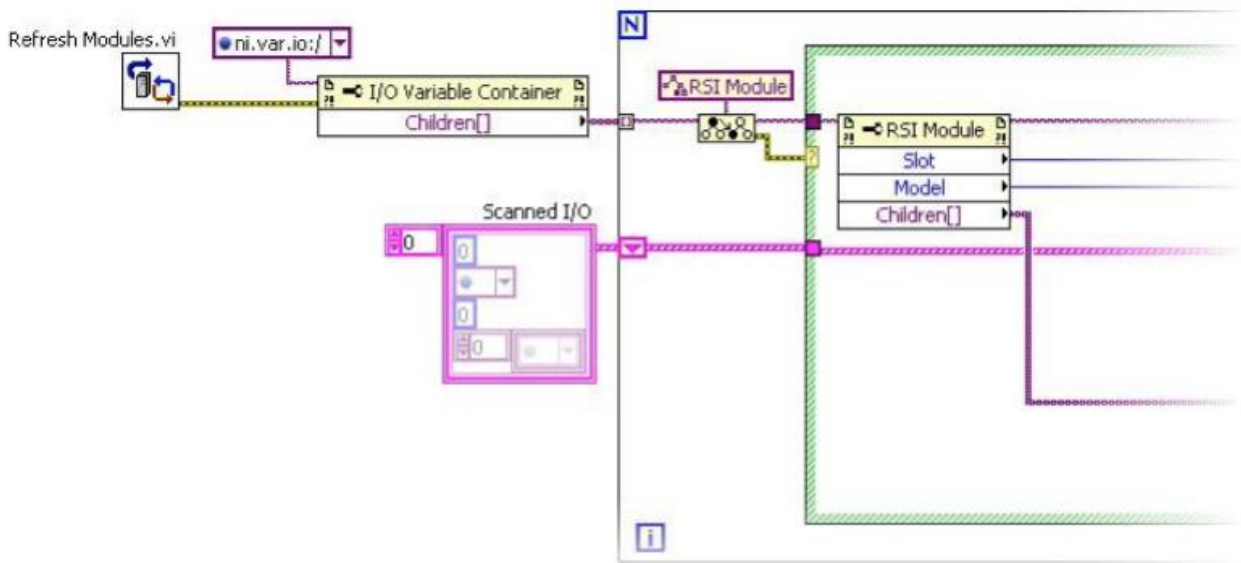 Refresh Modules.vi
ni.var.io:/
I/O Variable Container
Children[]
N
RSI Module
RSI Module
Slot
Model
Children[]
?
Scanned I/O
0
0
0
0
i